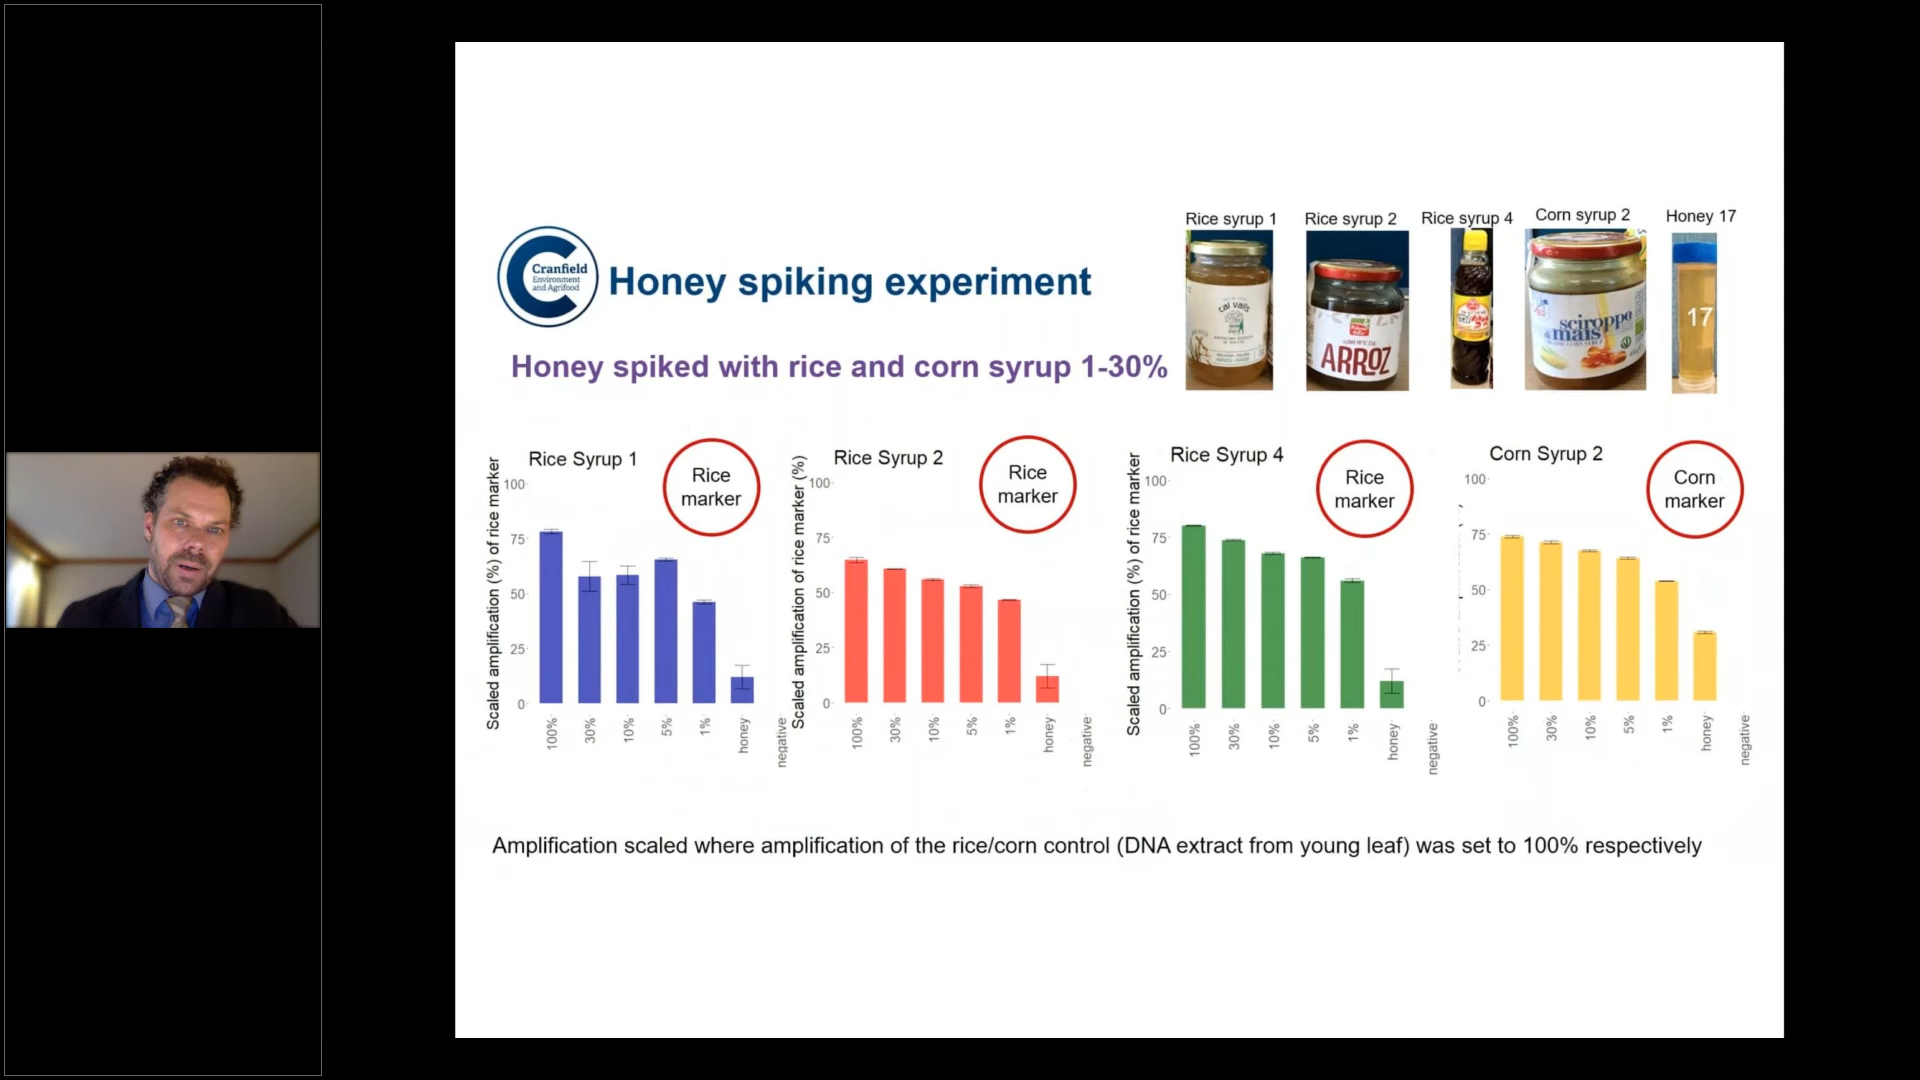 Rice syrup 1
Rice syrup 2
Rice syrup 4
Corn syrup 2
Honey 17
Cranfield
Environment
and Agrifood
Honey spiking experiment
cal valls
ARROZ
sciroppo
di mais
17
Honey spiked with rice and corn syrup 1-30%
Rice Syrup 1
Rice
marker
Scaled amplification (%) of rice marker
100
75
50
25
0
100%
30%
10%
5%
1%
honey
negative
Rice Syrup 2
Rice
marker
Scaled amplification of rice marker (%)
100
75
50
25
0
100%
30%
10%
5%
1%
honey
negative
Rice Syrup 4
Rice
marker
Scaled amplification (%) of rice marker
100
75
50
25
0
100%
30%
10%
5%
1%
honey
negative
Corn Syrup 2
Corn
marker
100
75
50
25
0
100%
30%
10%
5%
1%
honey
negative
Amplification scaled where amplification of the rice/corn control (DNA extract from young leaf) was set to 100% respectively